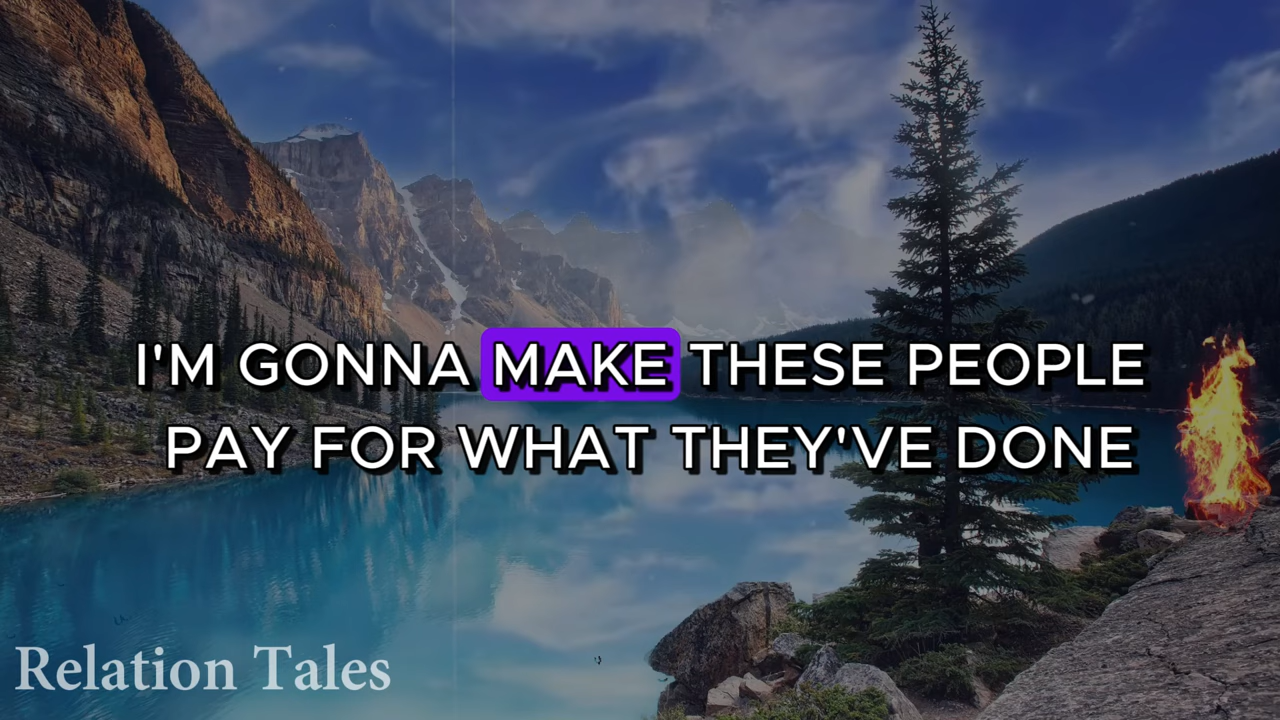 I'M GONNA MAKE THESE PEOPLE
PAY FOR WHAT THEY'VE DONE
Relation Tales